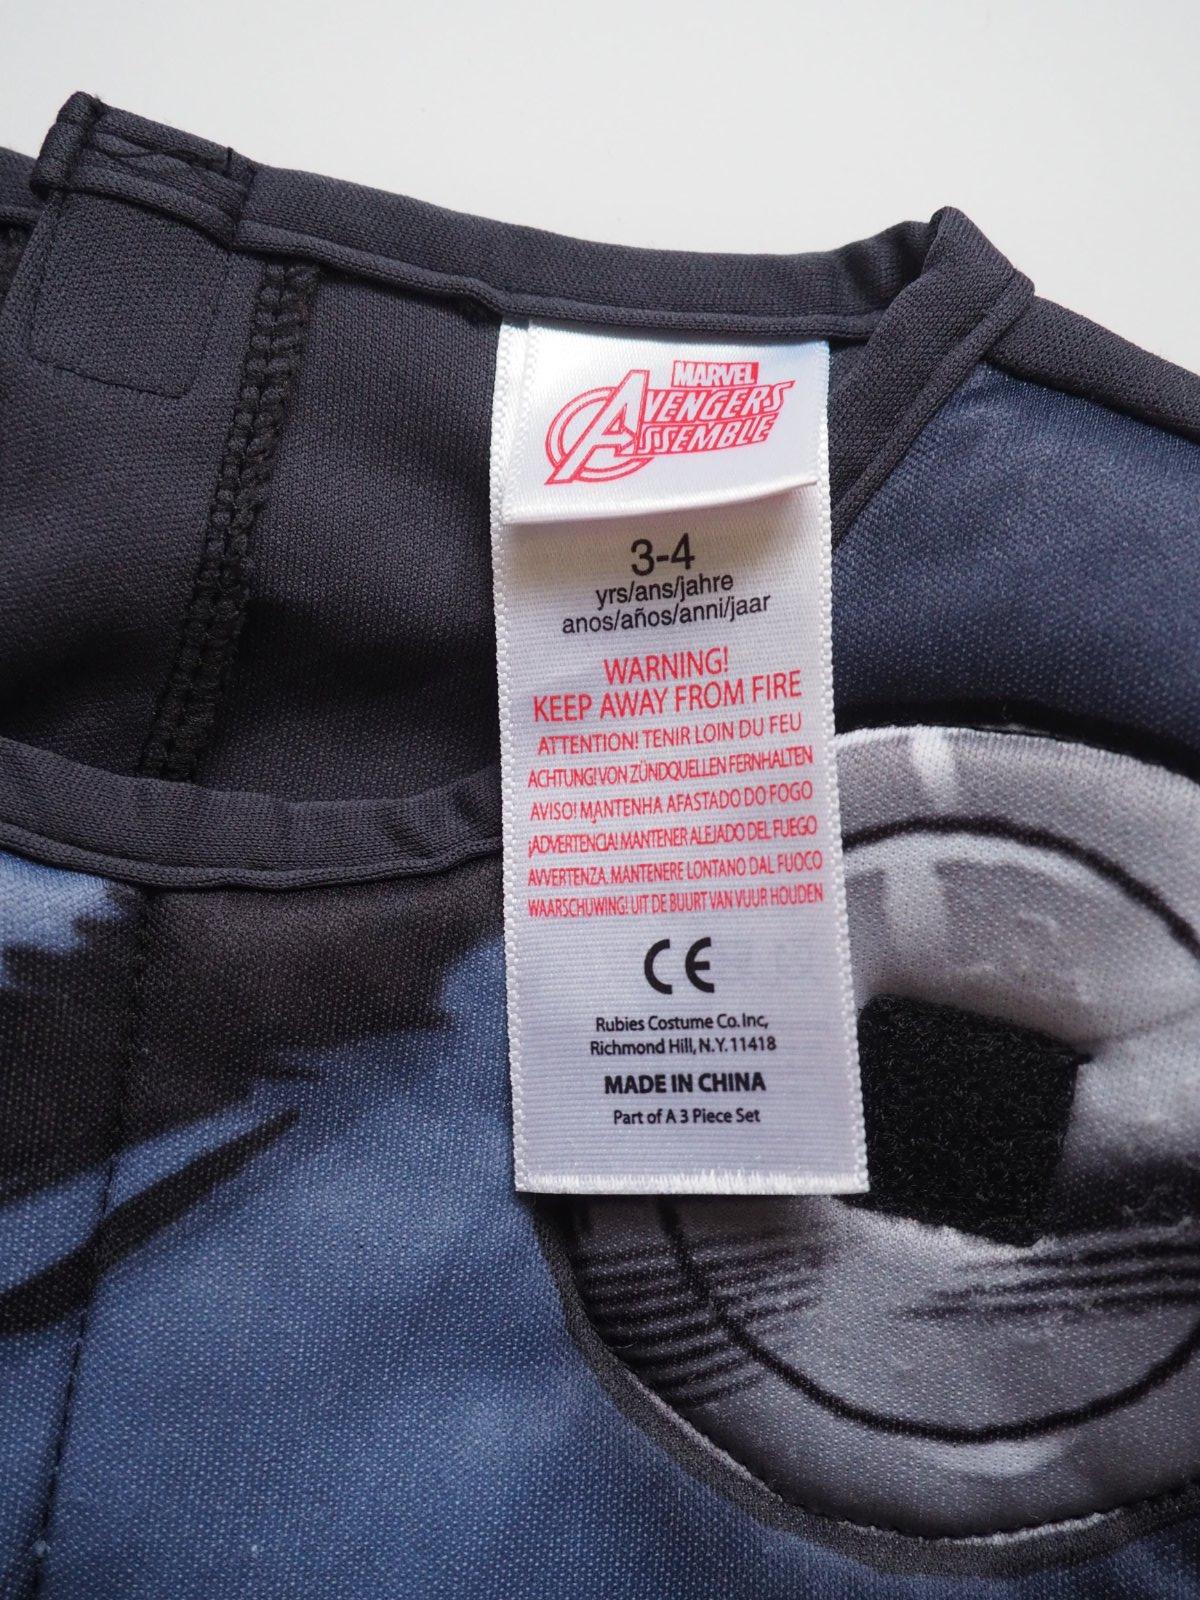 MARVEL
AVENGERS
ASSEMBLE
3-4
yrs/ans/jahre
anos/años/anni/jaar
WARNING!
KEEP AWAY FROM FIRE
ATTENTION! TENIR LOIN DU FEU
ACHTUNG! VON ZÜNDQUELLEN FERNHALTEN
AVISO! MANTENHA AFASTADO DO FOGO
¡ADVERTENCIA! MANTENER ALEJADO DEL FUEGO
AVVERTENZA. MANTENERE LONTANO DAL FUOCO
WAARSCHUWING! UIT DE BUURT VAN VUUR HOUDEN
CE
Rubies Costume Co. Inc,
Richmond Hill, N.Y. 11418
MADE IN CHINA
Part of A 3 Piece Set